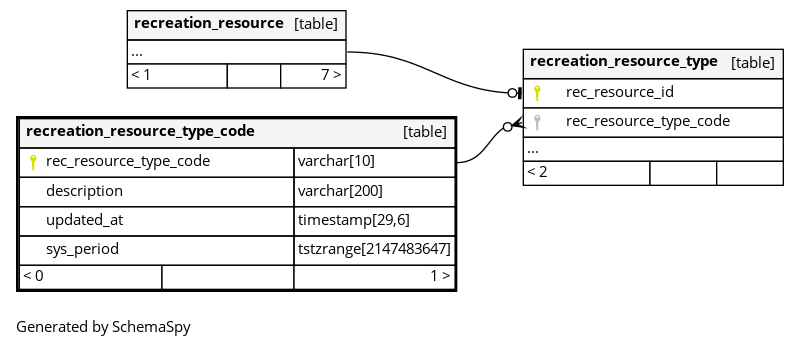 recreation_resource [table]
...
< 1 7 >
recreation_resource_type [table]
rec_resource_id
rec_resource_type_code
...
< 2
recreation_resource_type_code [table]
rec_resource_type_code varchar[10]
description varchar[200]
updated_at timestamp[29,6]
sys_period tstzrange[2147483647]
< 0 1 >
Generated by SchemaSpy